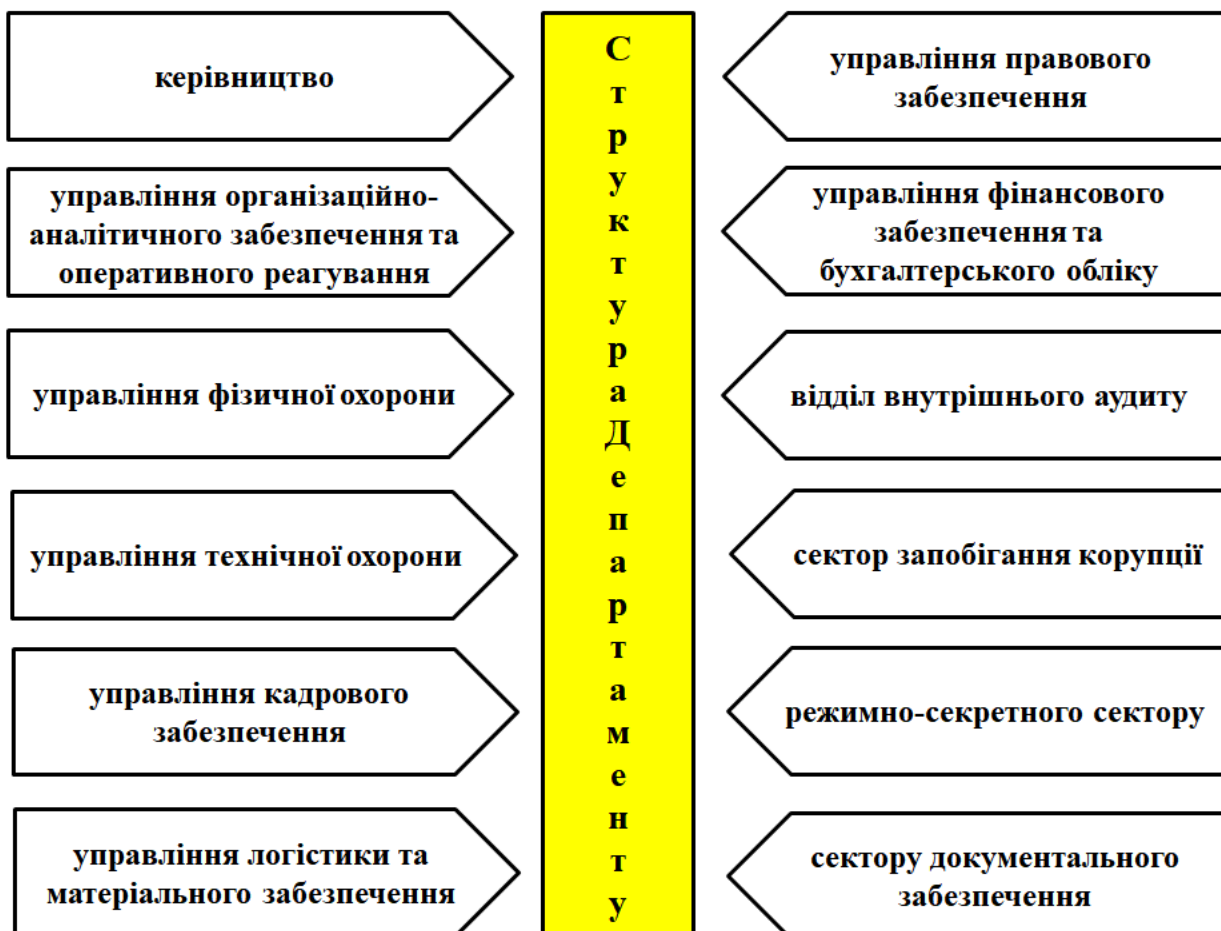 керівництво
управління організаційно-
аналітичного забезпечення та
оперативного реагування
управління фізичної охорони
управління технічної охорони
управління кадрового
забезпечення
управління логістики та
матеріального забезпечення
С
т
р
у
к
т
у
р
а
Д
е
п
а
р
т
а
м
е
н
т
у
управління правового
забезпечення
управління фінансового
забезпечення та
бухгалтерського обліку
відділ внутрішнього аудиту
сектор запобігання корупції
режимно-секретного сектору
сектору документального
забезпечення